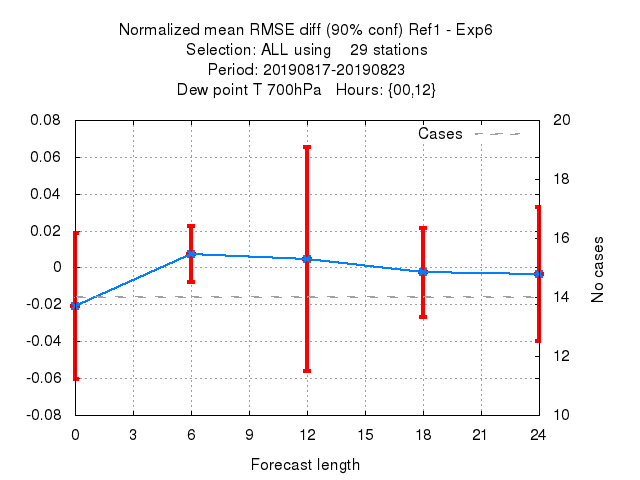 Normalized mean RMSE diff (90% conf) Ref1 - Exp6
Selection: ALL using 29 stations
Period: 20190817-20190823
Dew point T 700hPa Hours: {00,12}
Cases
0.08
0.06
0.04
0.02
0
-0.02
-0.04
-0.06
-0.08
20
18
16
14
12
10
No cases
0 3 6 9 12 15 18 21 24
Forecast length